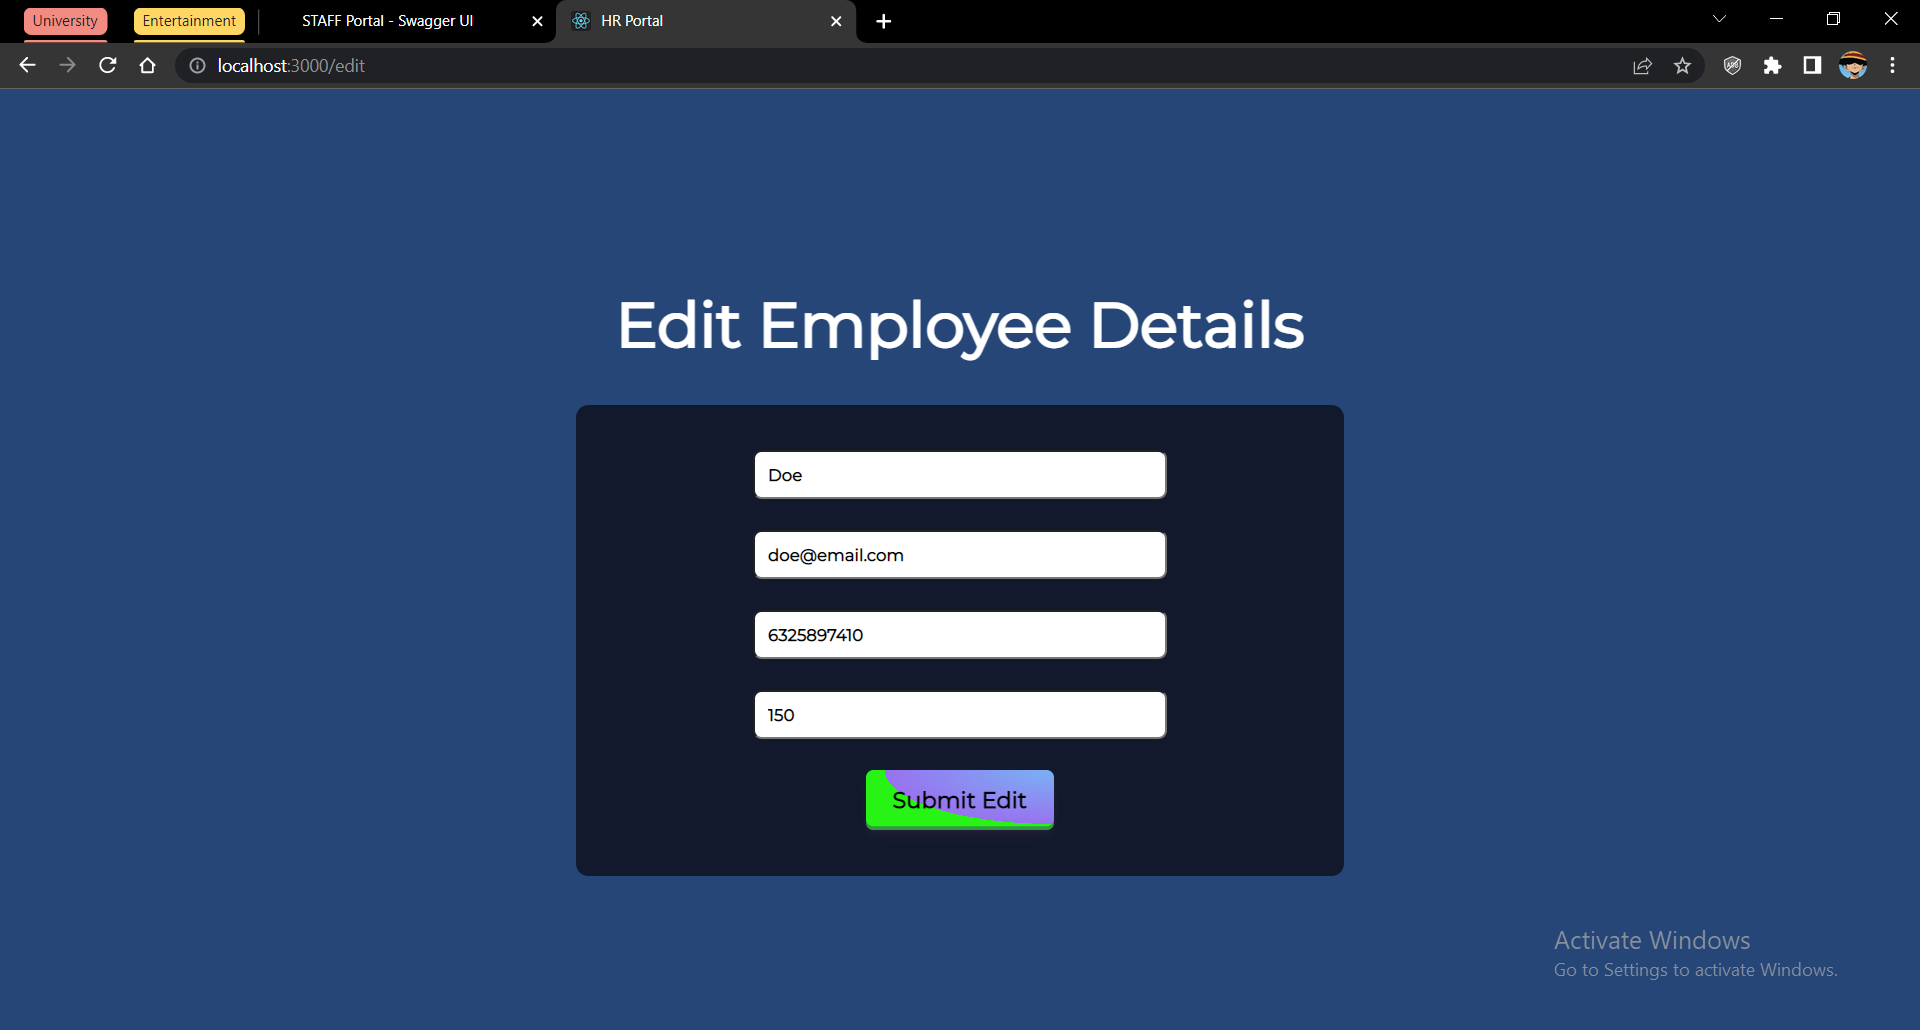 University
Entertainment
STAFF Portal - Swagger UI
HR Portal
localhost:3000/edit
Edit Employee Details
Doe
doe@email.com
6325897410
150
Submit Edit
Activate Windows
Go to Settings to activate Windows.